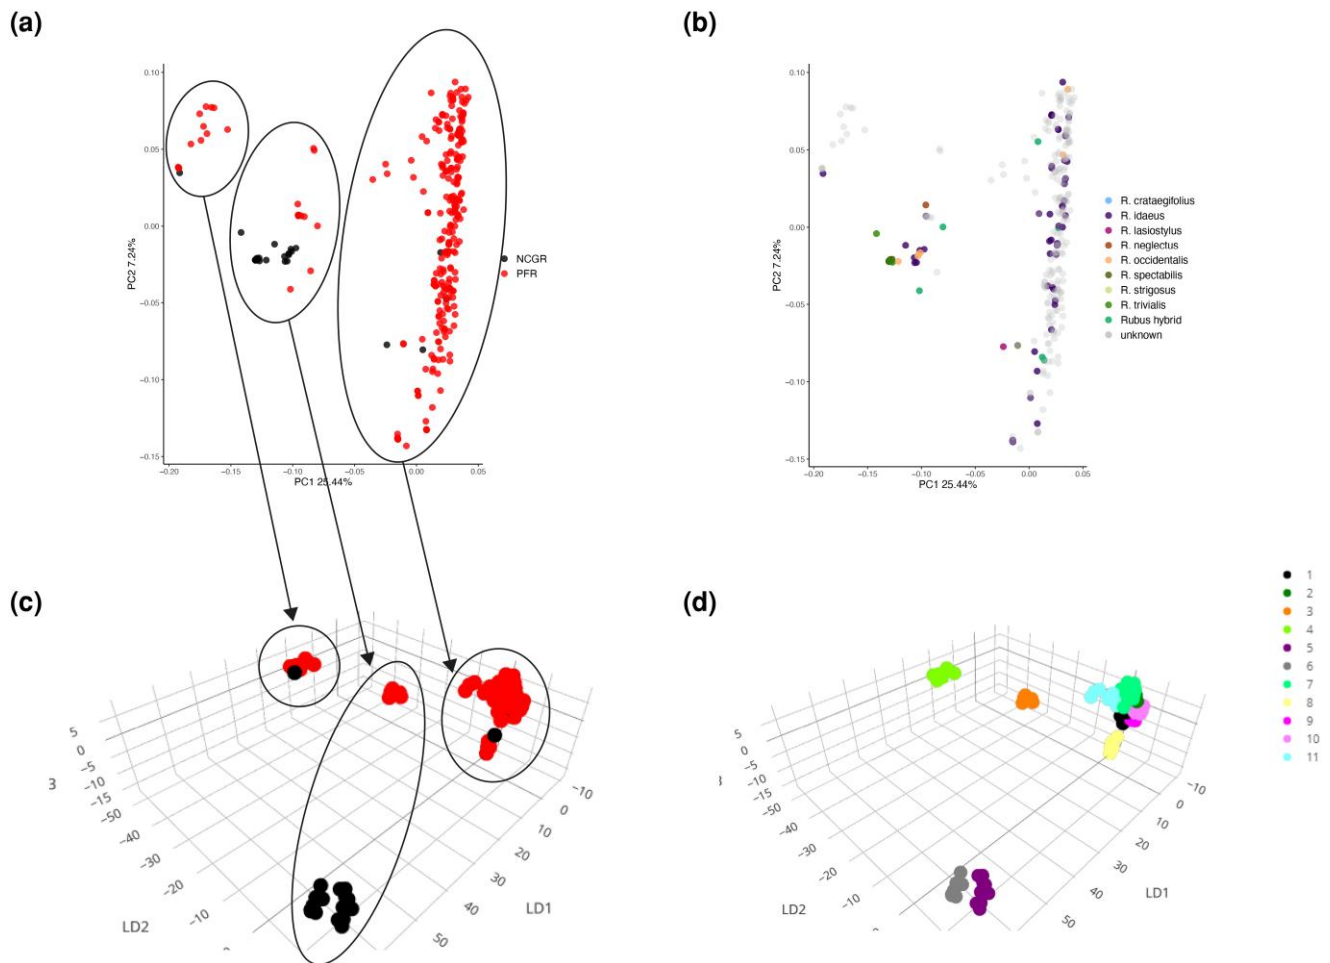 (a)
(b)
0.10
0.05
0.00
−0.05
−0.10
−0.15
PC2 7.24%
−0.20
−0.15
−0.10
−0.05
0.00
0.05
PC1 25.44%
NCGR
PFR
0.10
0.05
0.00
−0.05
−0.10
−0.15
PC2 7.24%
−0.20
−0.15
−0.10
−0.05
0.00
0.05
PC1 25.44%
R. crataegifolius
R. idaeus
R. lasiostylus
R. neglectus
R. occidentalis
R. spectabilis
R. strigosus
R. trivialis
Rubus hybrid
unknown
(c)
(d)
5
0
−5
−10
−15
3
−50
−40
−30
−20
−10
LD2
−10
0
10
20
30
40
50
LD1
5
0
−5
−10
−15
−50
−40
−30
−20
−10
LD2
−10
0
10
20
30
40
50
LD1
1
2
3
4
5
6
7
8
9
10
11